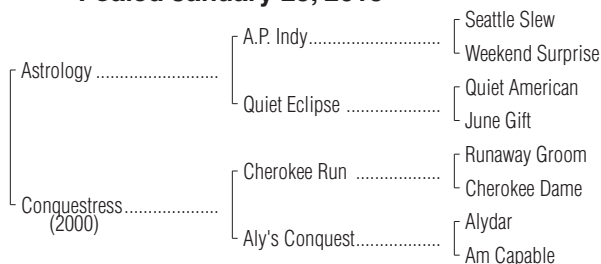 Foaled January
Seattle Slew
A.P. Indy
Weekend Surprise
Astrology
Quiet American
Quiet Eclipse
June Gift
Runaway Groom
Cherokee Run
Cherokee Dame
Conquestress
(2000)
Alydar
Aly's Conquest
Am Capable